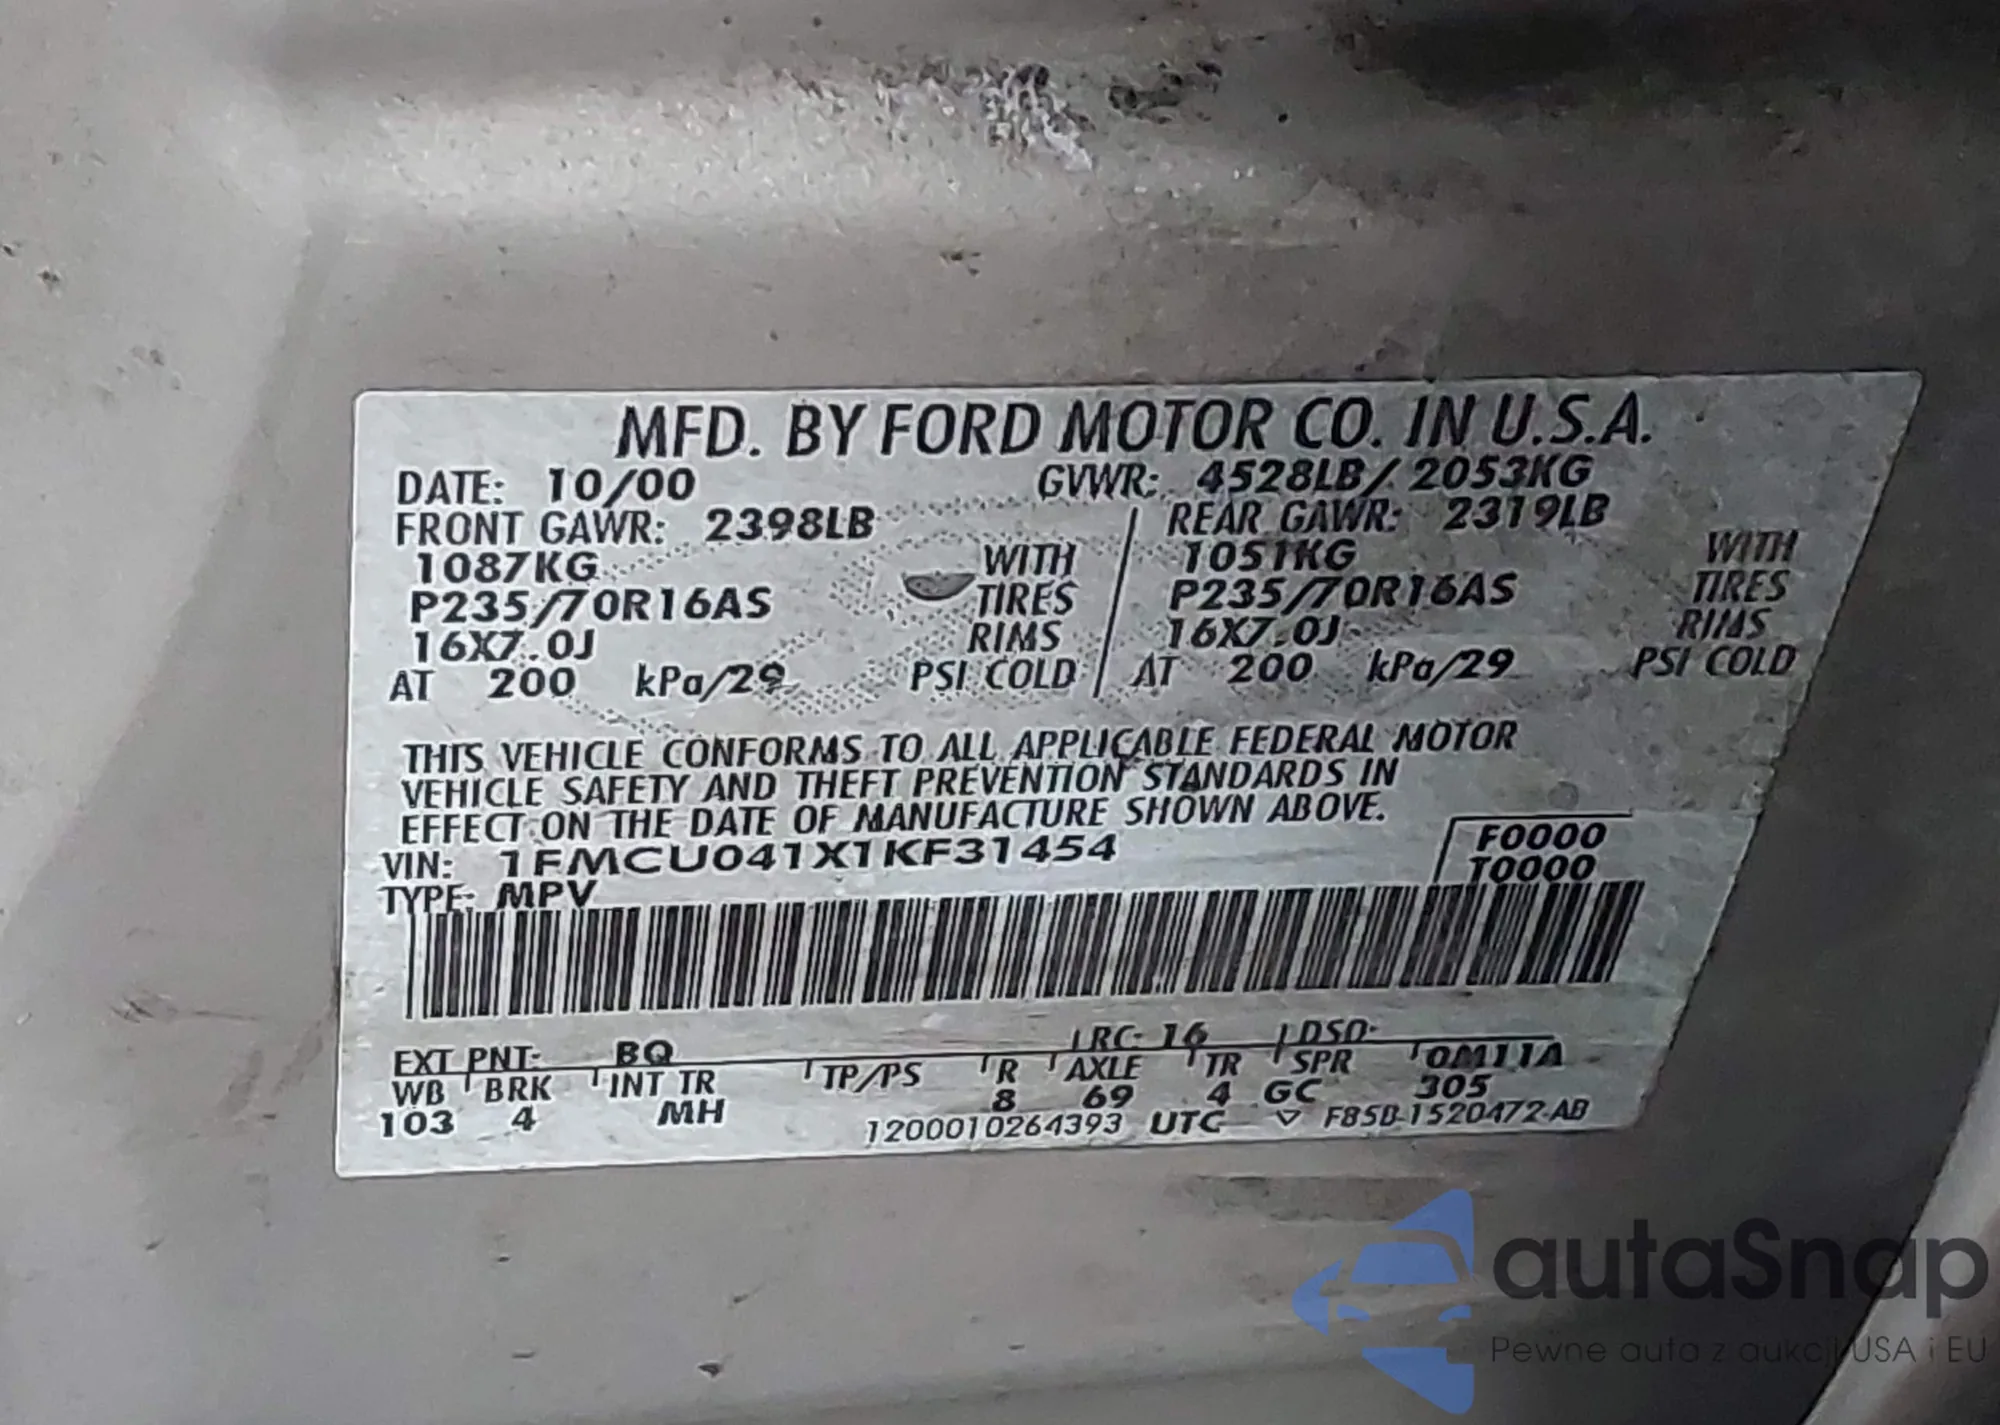 MFD. BY FORD MOTOR CO. IN U.S.A.
DATE: 10/00 GVWR: 4528LB / 2053KG
FRONT GAWR: 2398LB REAR GAWR: 2319LB
1087KG WITH 1051KG WITH
P235/70R16AS TIRES P235/70R16AS TIRES
16X7.0J RIMS 16X7.0J RIMS
AT 200 kPa/29 PSI COLD AT 200 kPa/29 PSI COLD
THIS VEHICLE CONFORMS TO ALL APPLICABLE FEDERAL MOTOR
VEHICLE SAFETY AND THEFT PREVENTION STANDARDS IN
EFFECT ON THE DATE OF MANUFACTURE SHOWN ABOVE.
VIN: 1FMCU041X1KF31454 F0000
TYPE: MPV T0000
EXT PNT: BQ RC: 16 DSO:
WB BRK INT TR TP/PS R AXLE TR SPR 0M11A
103 4 MH 8 69 4 GC 305
1200010264393 UTC ▽ F85B-1520472-AB
autaSnap
Pewne auta z aukcji USA i EU